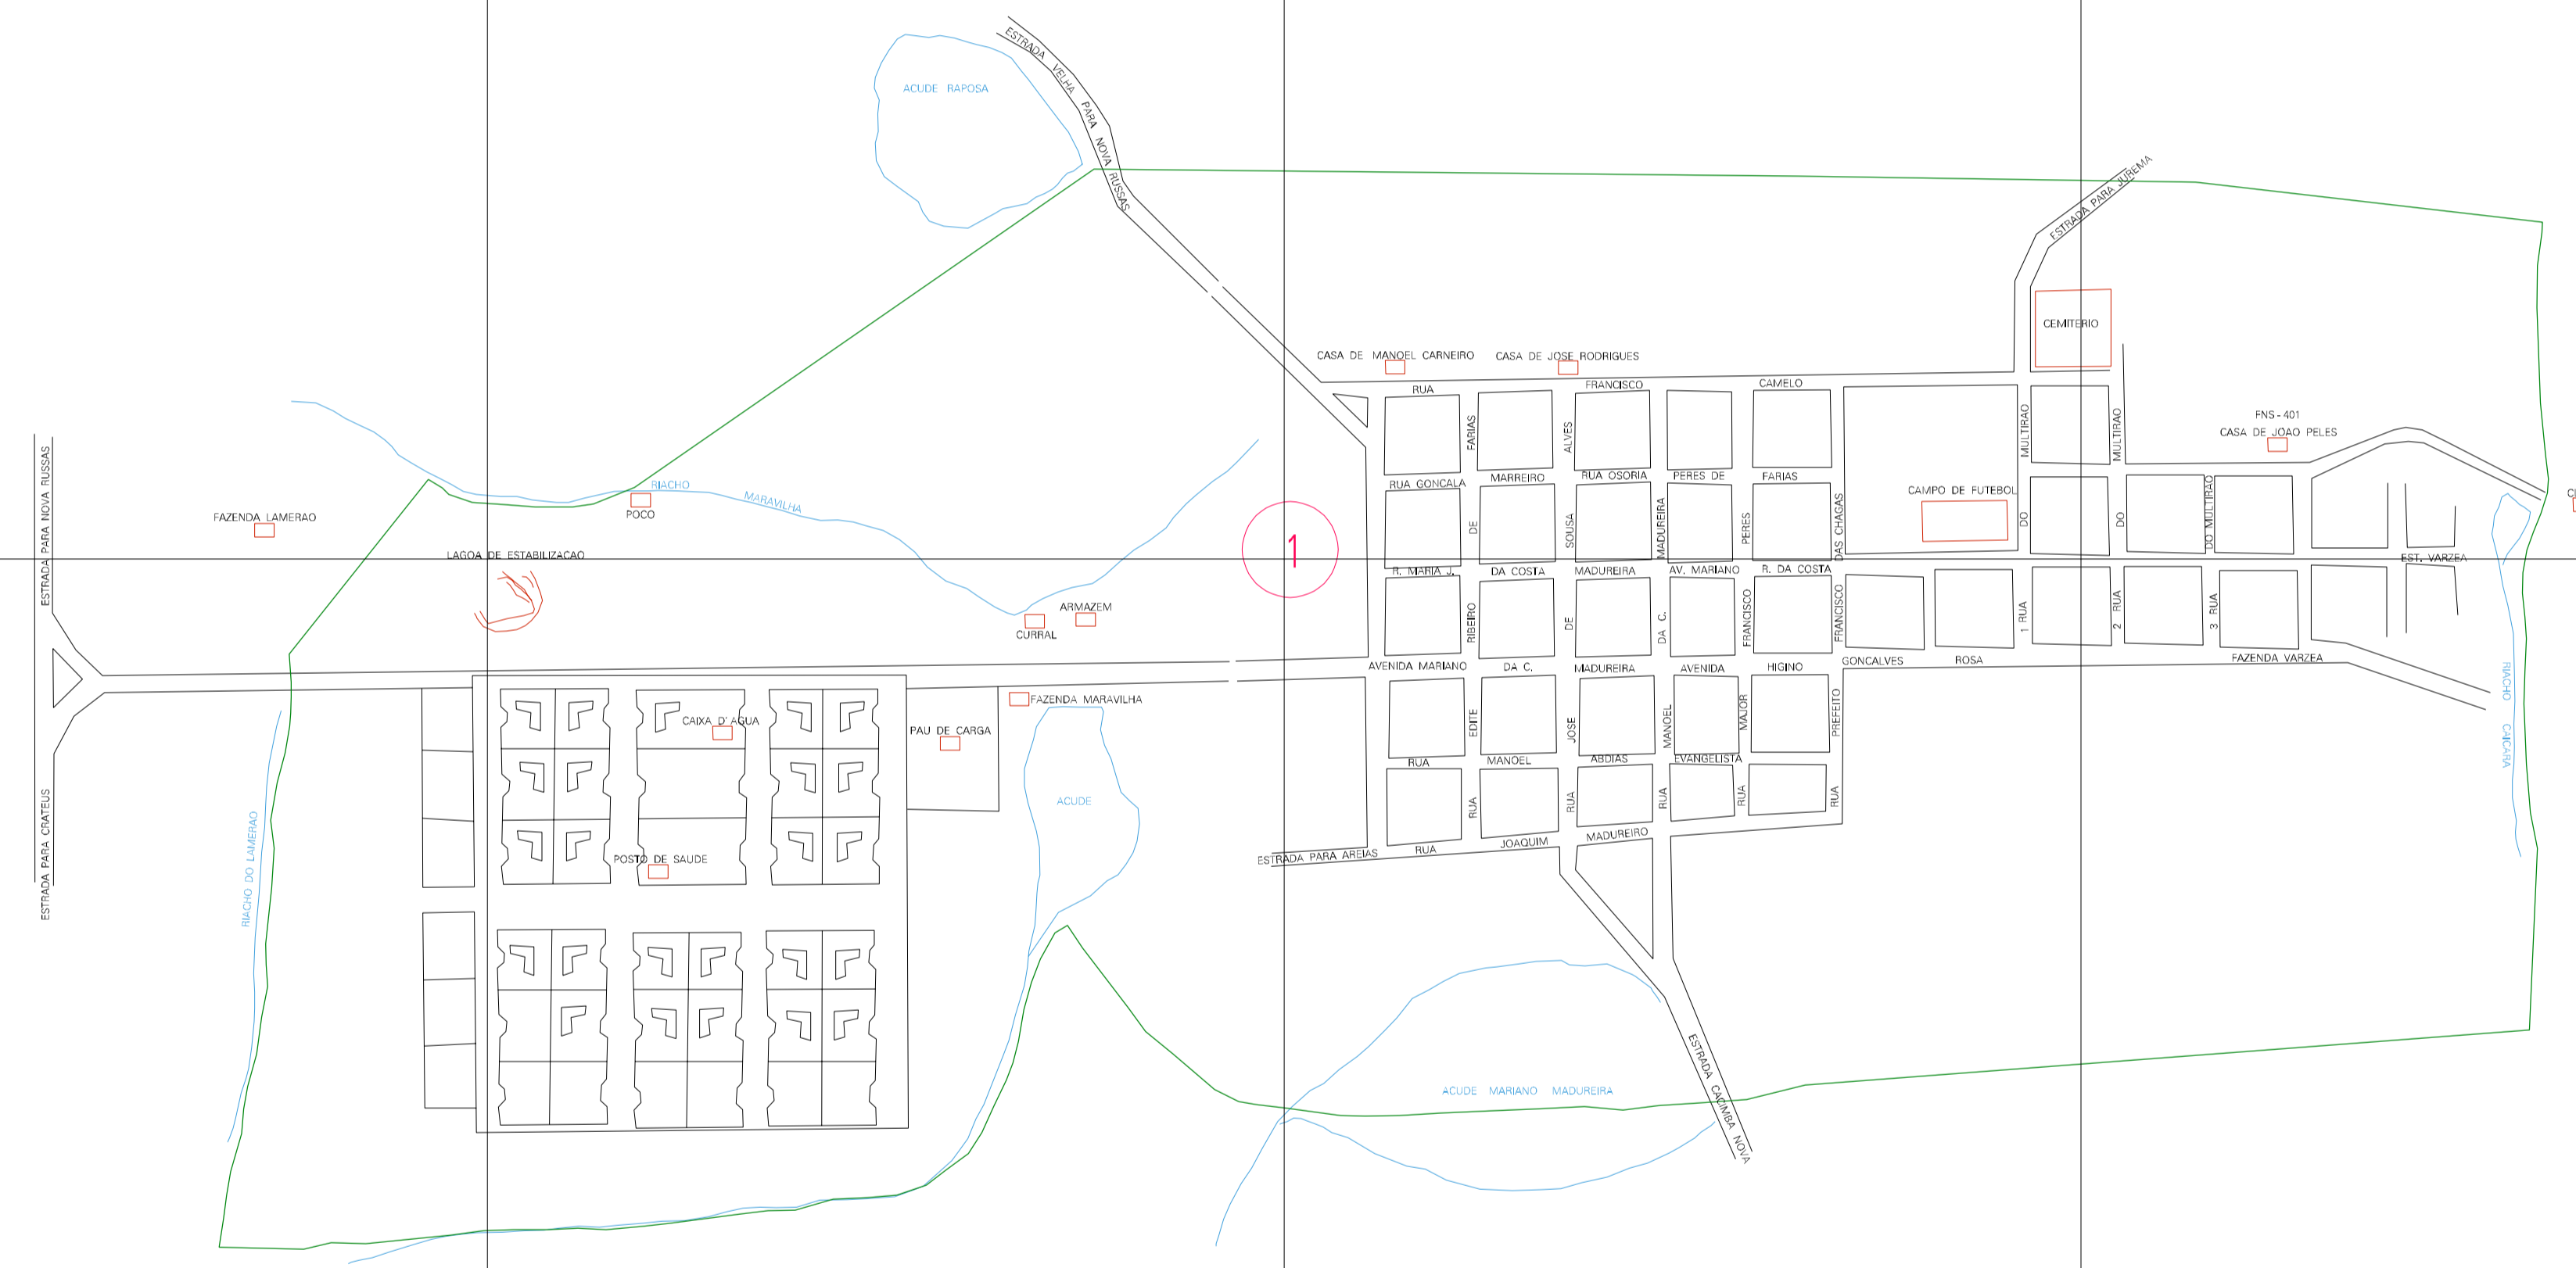 ESTRADA VELHA PARA NOVA RUSSAS
ACUDE RAPOSA
ESTRADA PARA JUREMA
CEMITERIO
CASA DE MANOEL CARNEIRO
CASA DE JOSE RODRIGUES
RUA FRANCISCO CAMELO
FNS - 401
CASA DE JOAO PELES
RUA GONCALA MARREIRO
RUA OSORIA PERES DE FARIAS
CAMPO DE FUTEBOL
RIACHO MARAVILHA
POCO
FAZENDA LAMERAO
ESTRADA PARA NOVA RUSSAS
LAGOA DE ESTABILIZACAO
1
EST. VARZEA
R. MARIA J. DA COSTA MADUREIRA
AV. MARIANO R. DA COSTA
ARMAZEM
CURRAL
AVENIDA MARIANO DA C. MADUREIRA
AVENIDA HIGINO GONCALVES ROSA
FAZENDA VARZEA
RUA EDITE RIBEIRO DE FARIAS
RUA JOSE DE SOUSA ALVES
RUA MANOEL DA C. MADUREIRA
RUA MAJOR FRANCISCO PERES
RUA PREFEITO FRANCISCO DAS CHAGAS
1 RUA DO MULTIRAO
2 RUA DO MULTIRAO
3 RUA DO MULTIRAO
RIACHO CAICARA
FAZENDA MARAVILHA
CAIXA D' AGUA
PAU DE CARGA
RUA MANOEL ABDIAS EVANGELISTA
ACUDE
ESTRADA PARA CRATEUS
RIACHO DO LAMERAO
POSTO DE SAUDE
ESTRADA PARA AREIAS
RUA JOAQUIM MADUREIRO
ACUDE MARIANO MADUREIRA
ESTRADA CACIMBA NOVA